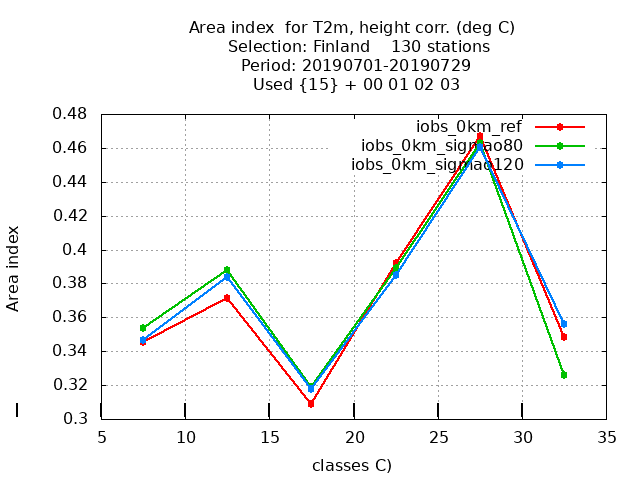 Area index  for T2m, height corr. (deg C)
Selection: Finland    130 stations
Period: 20190701-20190729
Used {15} + 00 01 02 03
0.48
0.46
0.44
0.42
0.4
0.38
0.36
0.34
0.32
0.3
5
10
15
20
25
30
35
Area index
classes C)
iobs_0km_ref
iobs_0km_sigmao80
iobs_0km_sigmao120